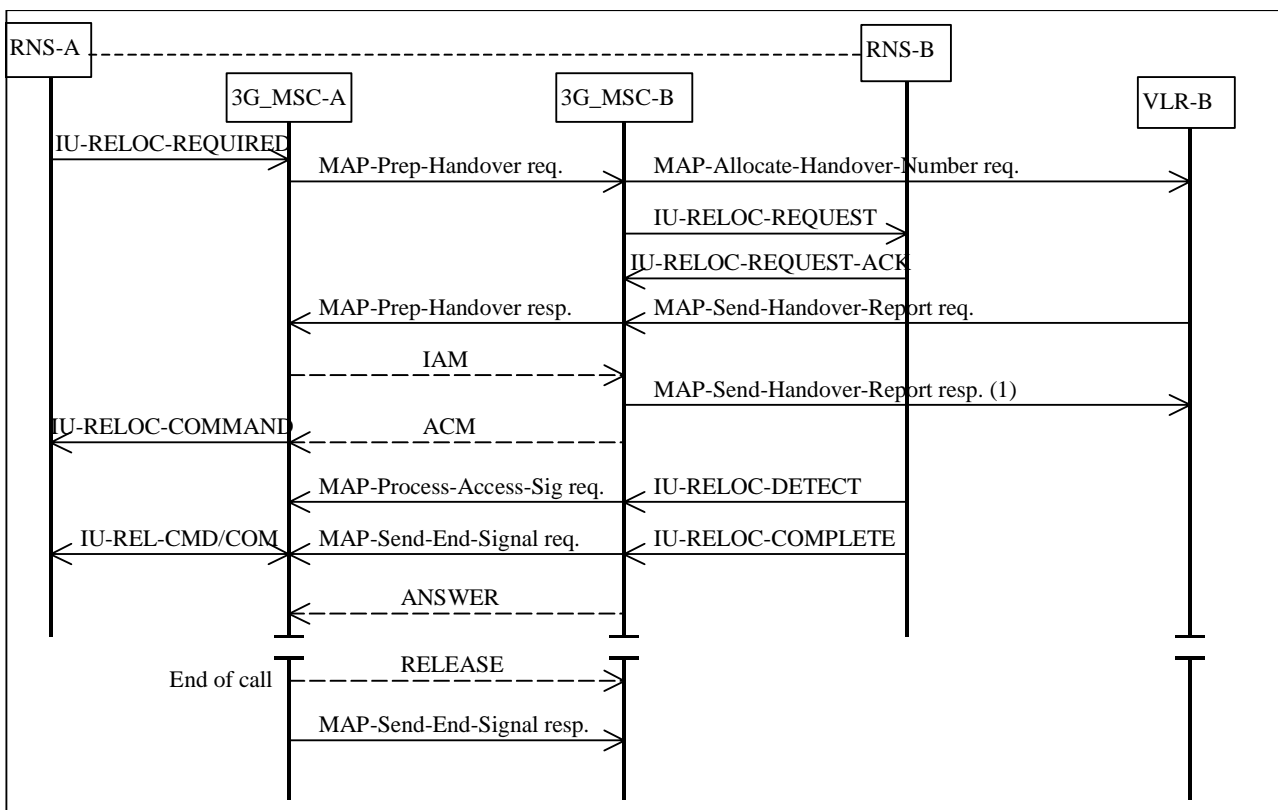 RNS-A
RNS-B
3G_MSC-A
3G_MSC-B
VLR-B
IU-RELOC-REQUIRED
MAP-Prep-Handover req.
MAP-Allocate-Handover-Number req.
IU-RELOC-REQUEST
IU-RELOC-REQUEST-ACK
MAP-Prep-Handover resp.
MAP-Send-Handover-Report req.
IAM
MAP-Send-Handover-Report resp. (1)
IU-RELOC-COMMAND
ACM
MAP-Process-Access-Sig req.
IU-RELOC-DETECT
IU-REL-CMD/COM
MAP-Send-End-Signal req.
IU-RELOC-COMPLETE
ANSWER
RELEASE
End of call
MAP-Send-End-Signal resp.